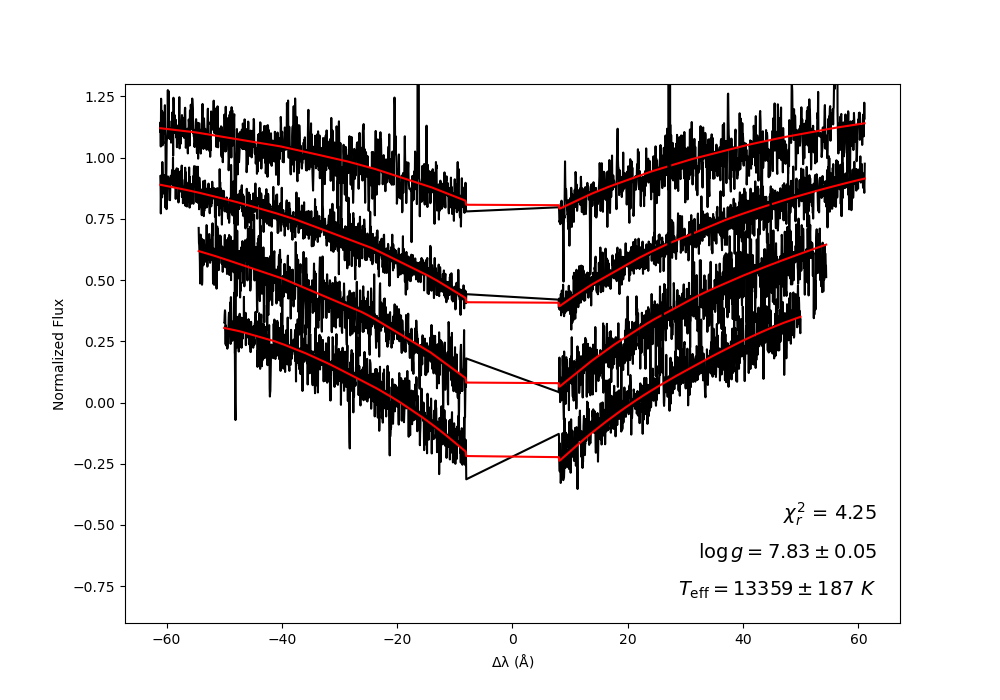 1.25
1.00
0.75
0.50
0.25
0.00
−0.25
−0.50
−0.75
Normalized Flux
χ²ᵣ = 4.25
log g = 7.83 ± 0.05
T_eff = 13359 ± 187 K
−60 −40 −20 0 20 40 60
Δλ (Å)